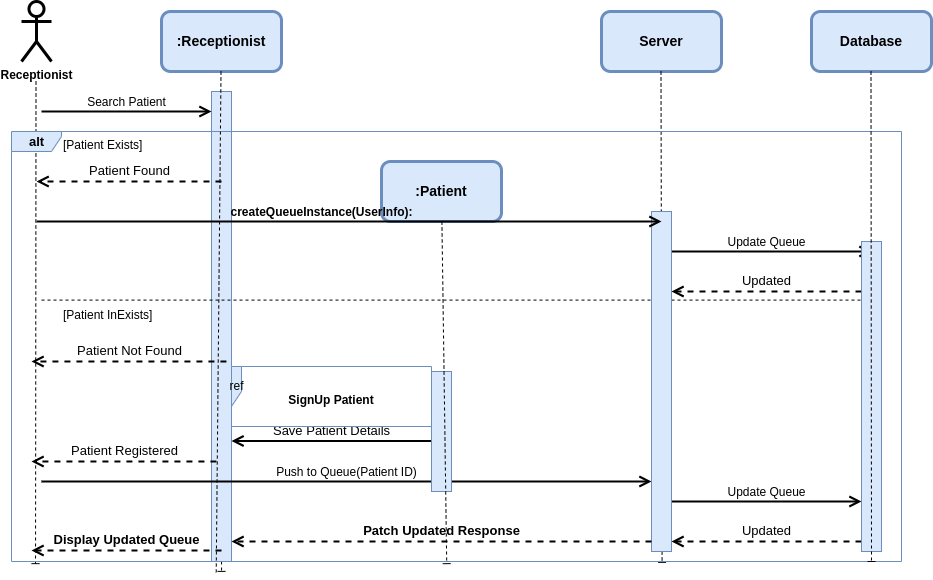 :Receptionist
Server
Database
Receptionist
Search Patient
alt
[Patient Exists]
Patient Found
:Patient
createQueueInstance(UserInfo):
Update Queue
Updated
[Patient InExists]
Patient Not Found
ref
SignUp Patient
Save Patient Details
Patient Registered
Push to Queue(Patient ID)
Update Queue
Patch Updated Response
Updated
Display Updated Queue